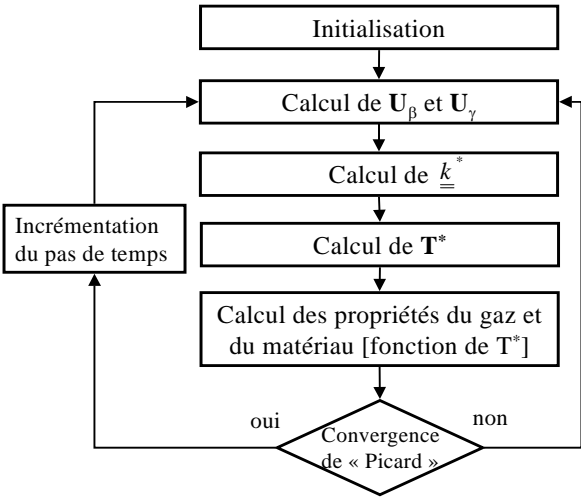 Initialisation
Calcul de U_β et U_γ
Calcul de k*
Incrémentation
du pas de temps
Calcul de T*
Calcul des propriétés du gaz et
du matériau [fonction de T*]
oui
non
Convergence
de « Picard »